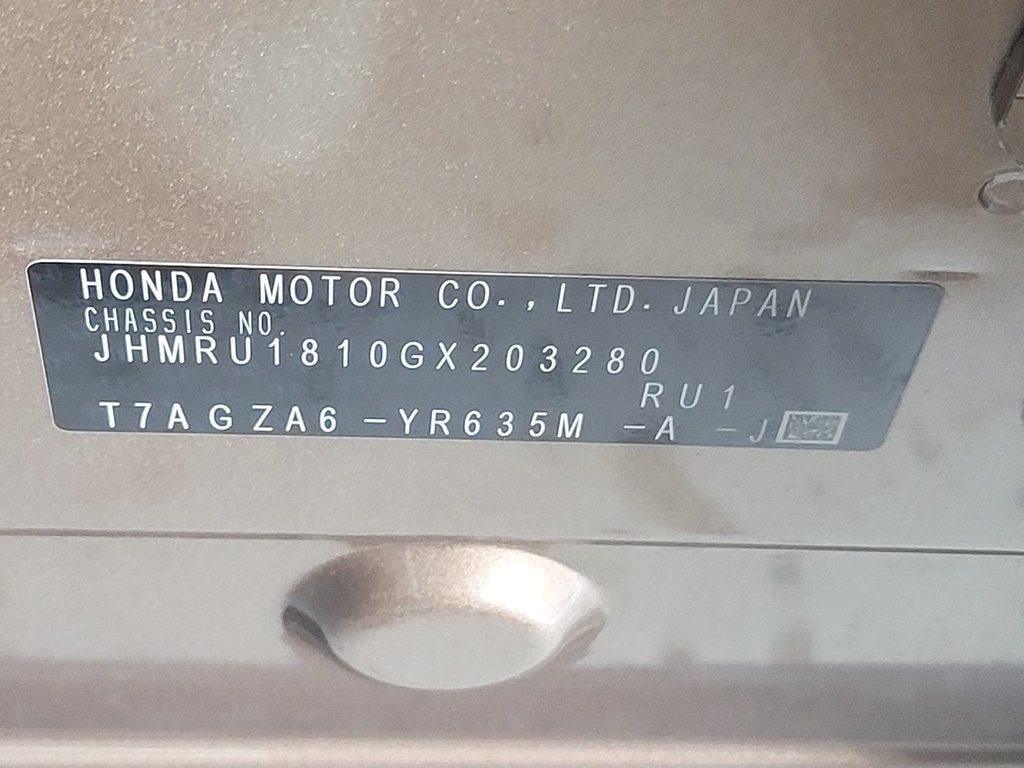 HONDA MOTOR CO.,LTD. JAPAN
CHASSIS NO.
JHMRU1810GX203280
RU1
T7AGZA6 -YR635M -A -J